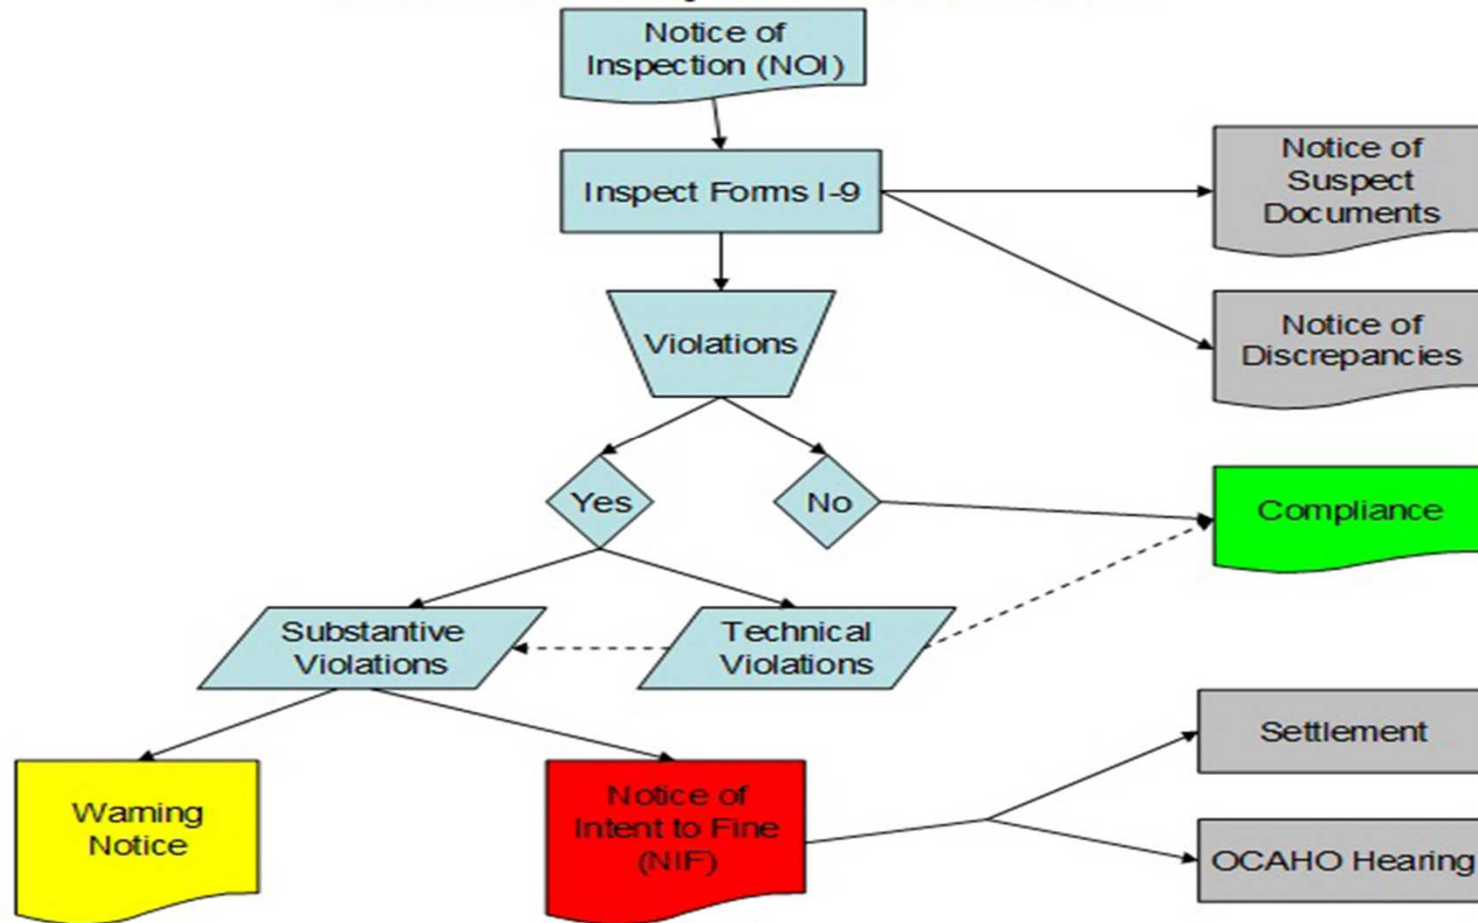 Notice of
Inspection (NOI)
Inspect Forms I-9
Notice of
Suspect
Documents
Notice of
Discrepancies
Violations
Yes
No
Compliance
Substantive
Violations
Technical
Violations
Settlement
Warning
Notice
Notice of
Intent to Fine
(NIF)
OCAHO Hearing